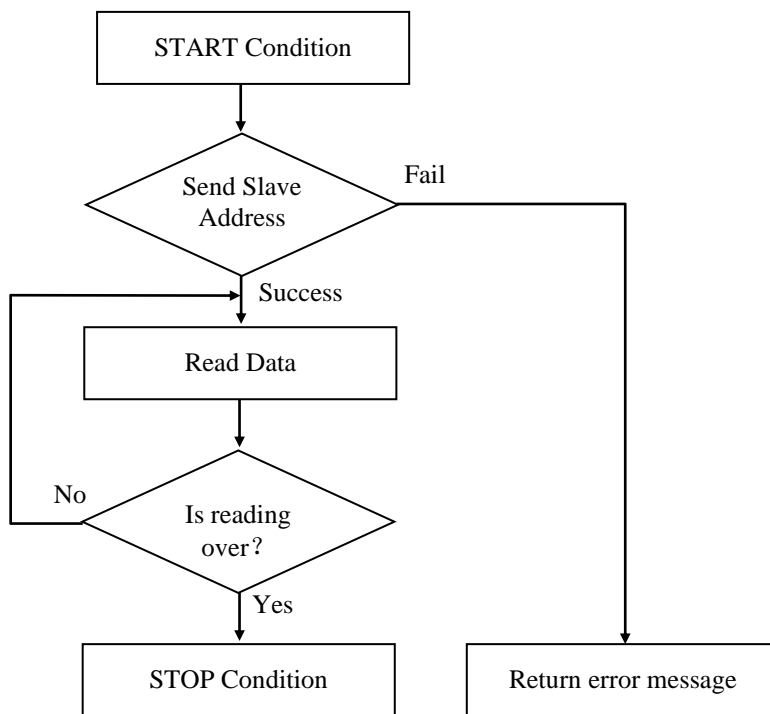 START Condition
Send Slave
Address
Fail
Success
Read Data
No
Is reading
over？
Yes
STOP Condition
Return error message